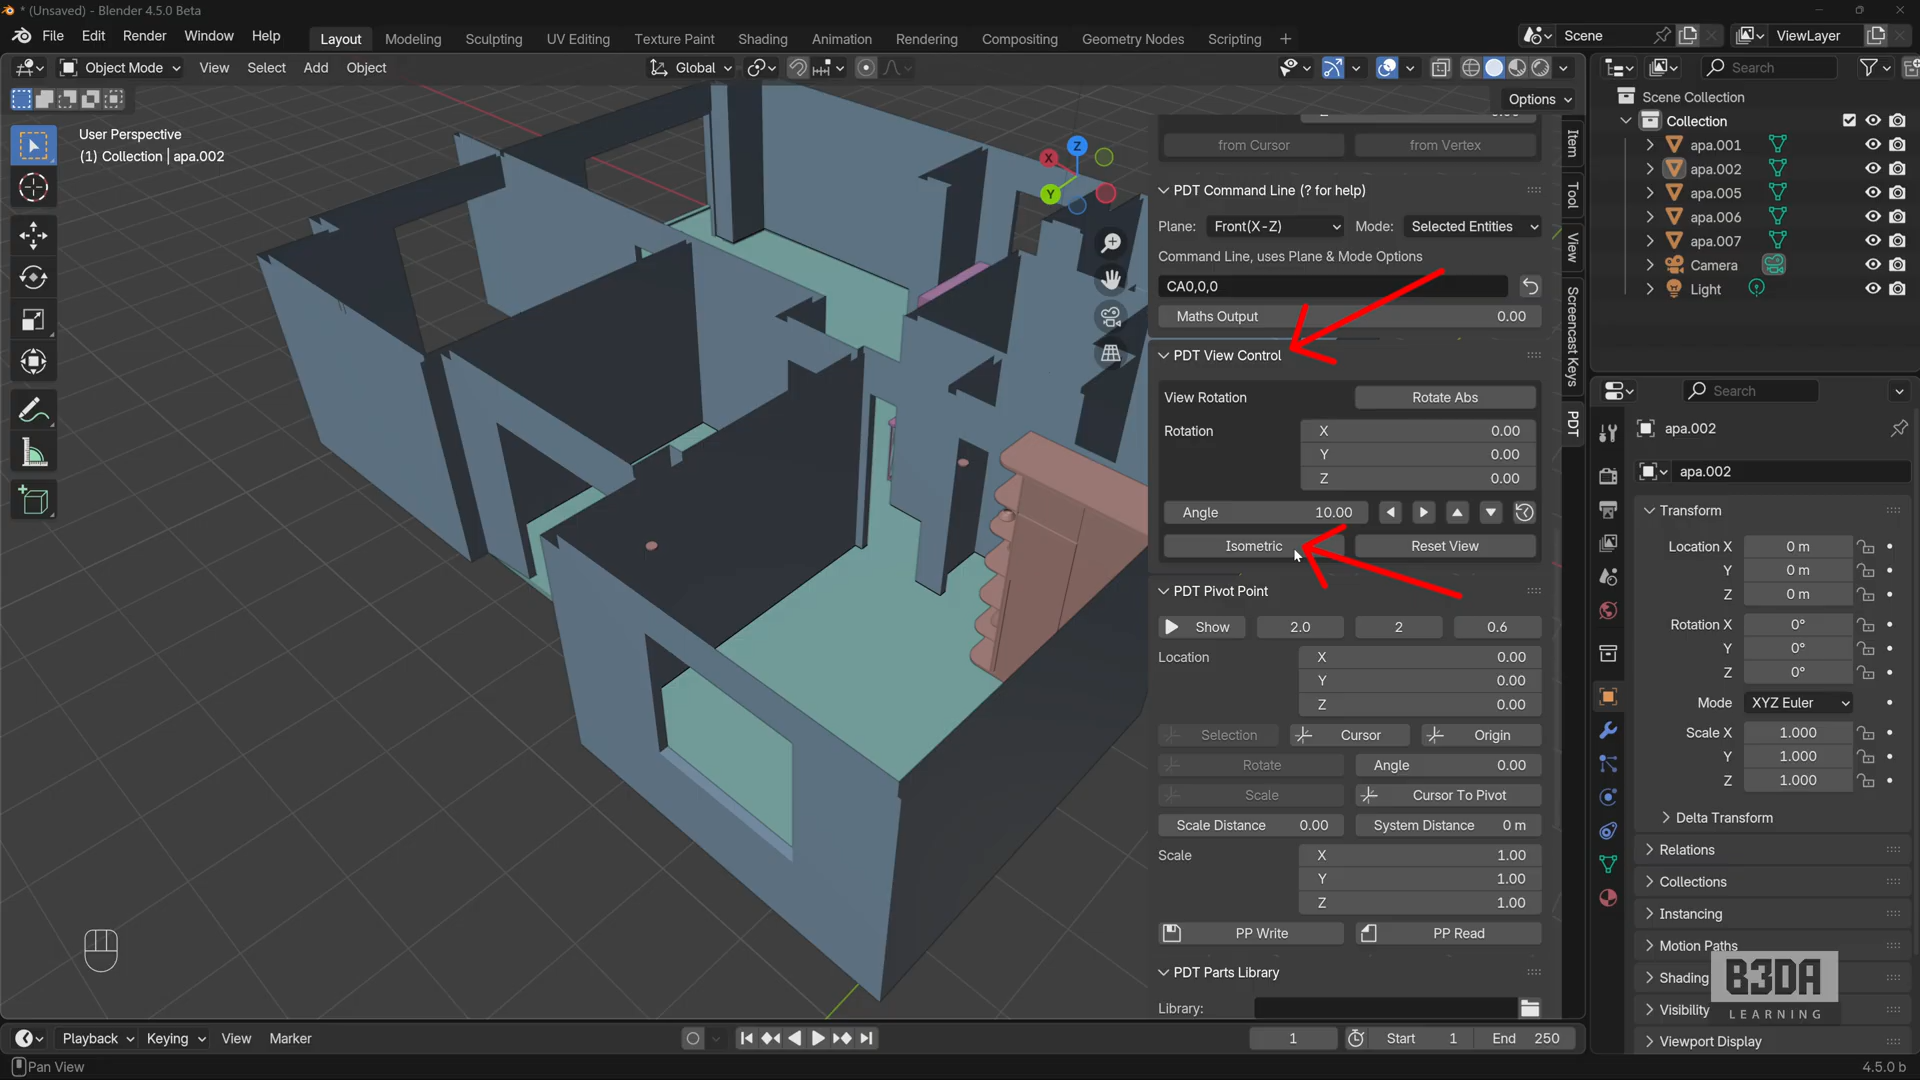 * (Unsaved) - Blender 4.5.0 Beta
File Edit Render Window Help
Layout Modeling Sculpting UV Editing Texture Paint Shading Animation Rendering Compositing Geometry Nodes Scripting +
Scene
ViewLayer
Object Mode View Select Add Object
Global
Options
User Perspective
(1) Collection | apa.002
X Z Y
from Cursor from Vertex
PDT Command Line (? for help)
Plane: Front(X-Z) Mode: Selected Entities
Command Line, uses Plane & Mode Options
CA0,0,0
Maths Output 0.00
PDT View Control
View Rotation Rotate Abs
Rotation X 0.00
Y 0.00
Z 0.00
Angle 10.00
Isometric Reset View
PDT Pivot Point
Show 2.0 2 0.6
Location X 0.00
Y 0.00
Z 0.00
Selection Cursor Origin
Rotate Angle 0.00
Scale Cursor To Pivot
Scale Distance 0.00 System Distance 0 m
Scale X 1.00
Y 1.00
Z 1.00
PP Write PP Read
PDT Parts Library
Library:
Item
Tool
View
Screencast Keys
PDT
Search
Scene Collection
Collection
apa.001
apa.002
apa.005
apa.006
apa.007
Camera
Light
Search
apa.002
apa.002
Transform
Location X 0 m
Y 0 m
Z 0 m
Rotation X 0°
Y 0°
Z 0°
Mode XYZ Euler
Scale X 1.000
Y 1.000
Z 1.000
Delta Transform
Relations
Collections
Instancing
Motion Paths
Shading
Visibility
Viewport Display
B3DA
LEARNING
Playback Keying View Marker
1 Start 1 End 250
Pan View
4.5.0 b